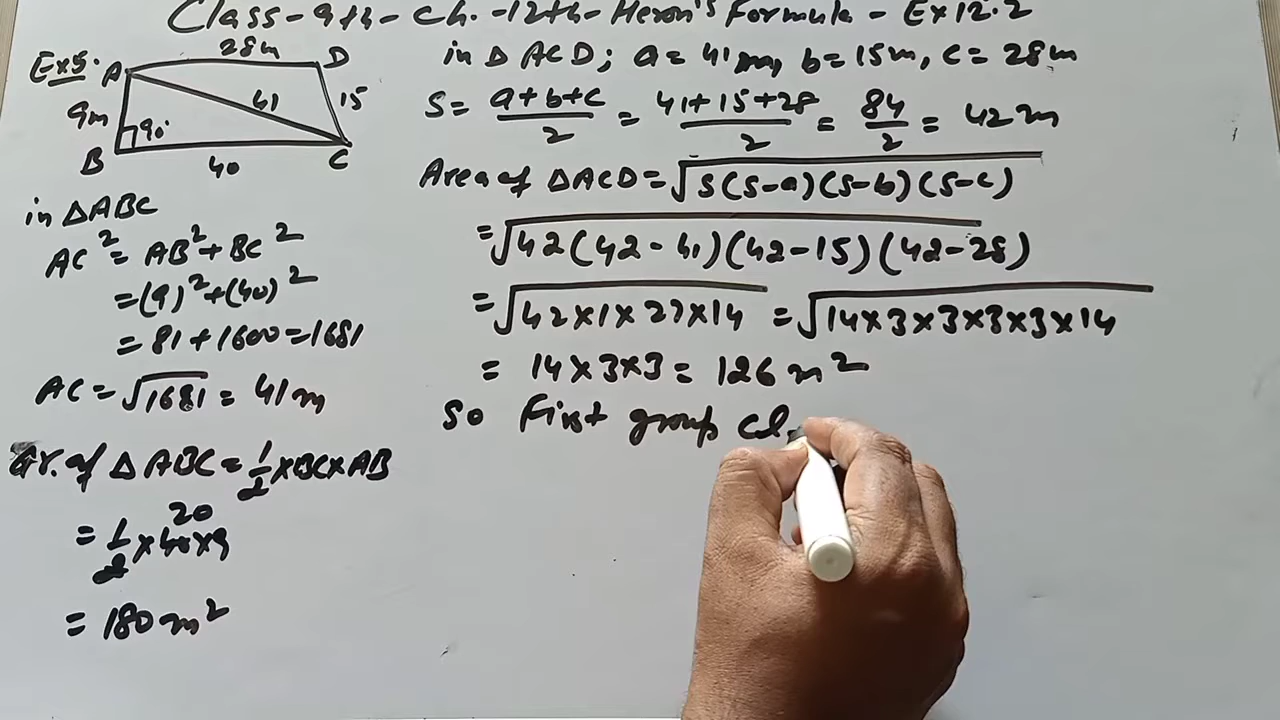 Class-9th-Ch.-12th-Heron's Formula-Ex 12.2
Ex 5.
28m
A
D
9m
90°
41
15
B
40
C
in △ABC
AC² = AB² + BC²
= (9)² + (40)²
= 81 + 1600 = 1681
AC = √1681 = 41m
Ar. of △ABC = 1/2 × BC × AB
20
= 1/2 × 40 × 9
= 180 m²
in △ ACD; a = 41m, b = 15m, c = 28m
S = a+b+c/2 = 41+15+28/2 = 84/2 = 42 m
Area of △ACD = √S(S-a)(S-b)(S-c)
= √42(42-41)(42-15)(42-28)
= √42×1×27×14 = √14×3×3×3×3×14
= 14×3×3 = 126 m²
So First group